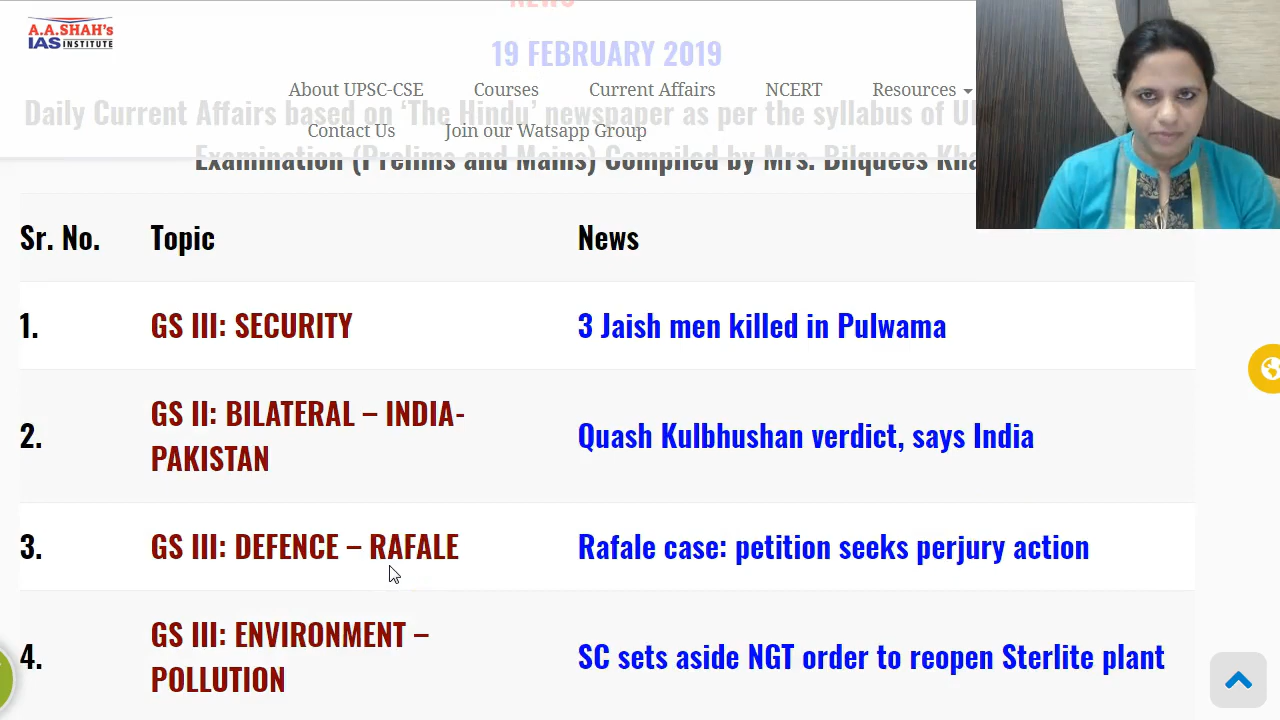 NEWS
A.A.SHAH's
IAS INSTITUTE
19 FEBRUARY 2019
About UPSC-CSE Courses Current Affairs NCERT Resources
Daily Current Affairs based on ‘The Hindu’ newspaper as per the syllabus of
Contact Us Join our Watsapp Group
Examination (Prelims and Mains) Compiled by Mrs. Bilquees
Sr. No. Topic News
1. GS III: SECURITY 3 Jaish men killed in Pulwama
2. GS II: BILATERAL – INDIA-
PAKISTAN Quash Kulbhushan verdict, says India
3. GS III: DEFENCE – RAFALE Rafale case: petition seeks perjury action
4. GS III: ENVIRONMENT –
POLLUTION SC sets aside NGT order to reopen Sterlite plant